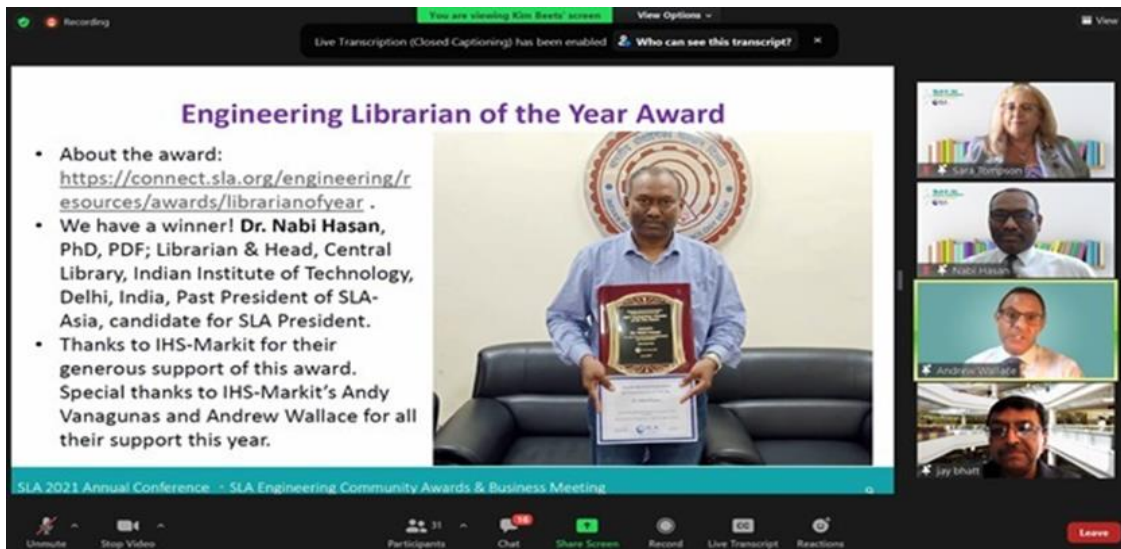 Recording
You are viewing Kim Beets' screen
View Options
View
Live Transcription (Closed Captioning) has been enabled
Who can see this transcript?
Engineering Librarian of the Year Award
• About the award:
https://connect.sla.org/engineering/r
esources/awards/librarianofyear .
• We have a winner! Dr. Nabi Hasan,
PhD, PDF; Librarian & Head, Central
Library, Indian Institute of Technology,
Delhi, India, Past President of SLA-
Asia, candidate for SLA President.
• Thanks to IHS-Markit for their
generous support of this award.
Special thanks to IHS-Markit's Andy
Vanagunas and Andrew Wallace for all
their support this year.
SLA 2021 Annual Conference - SLA Engineering Community Awards & Business Meeting
9
Sara Tompson
Nabi Hasan
Andrew Wallace
jay bhatt
Unmute
Stop Video
31
Participants
16
Chat
Share Screen
Record
CC
Live Transcript
Reactions
Leave